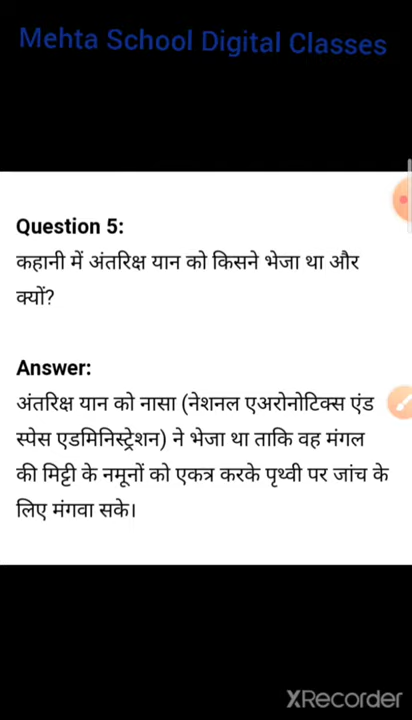 Mehta School Digital Classes
Question 5:
कहानी में अंतरिक्ष यान को किसने भेजा था और
क्यों?
Answer:
अंतरिक्ष यान को नासा (नेशनल एअरोनोटिक्स एंड
स्पेस एडमिनिस्ट्रेशन) ने भेजा था ताकि वह मंगल
की मिट्टी के नमूनों को एकत्र करके पृथ्वी पर जांच के
लिए मंगवा सके।
XRecorder